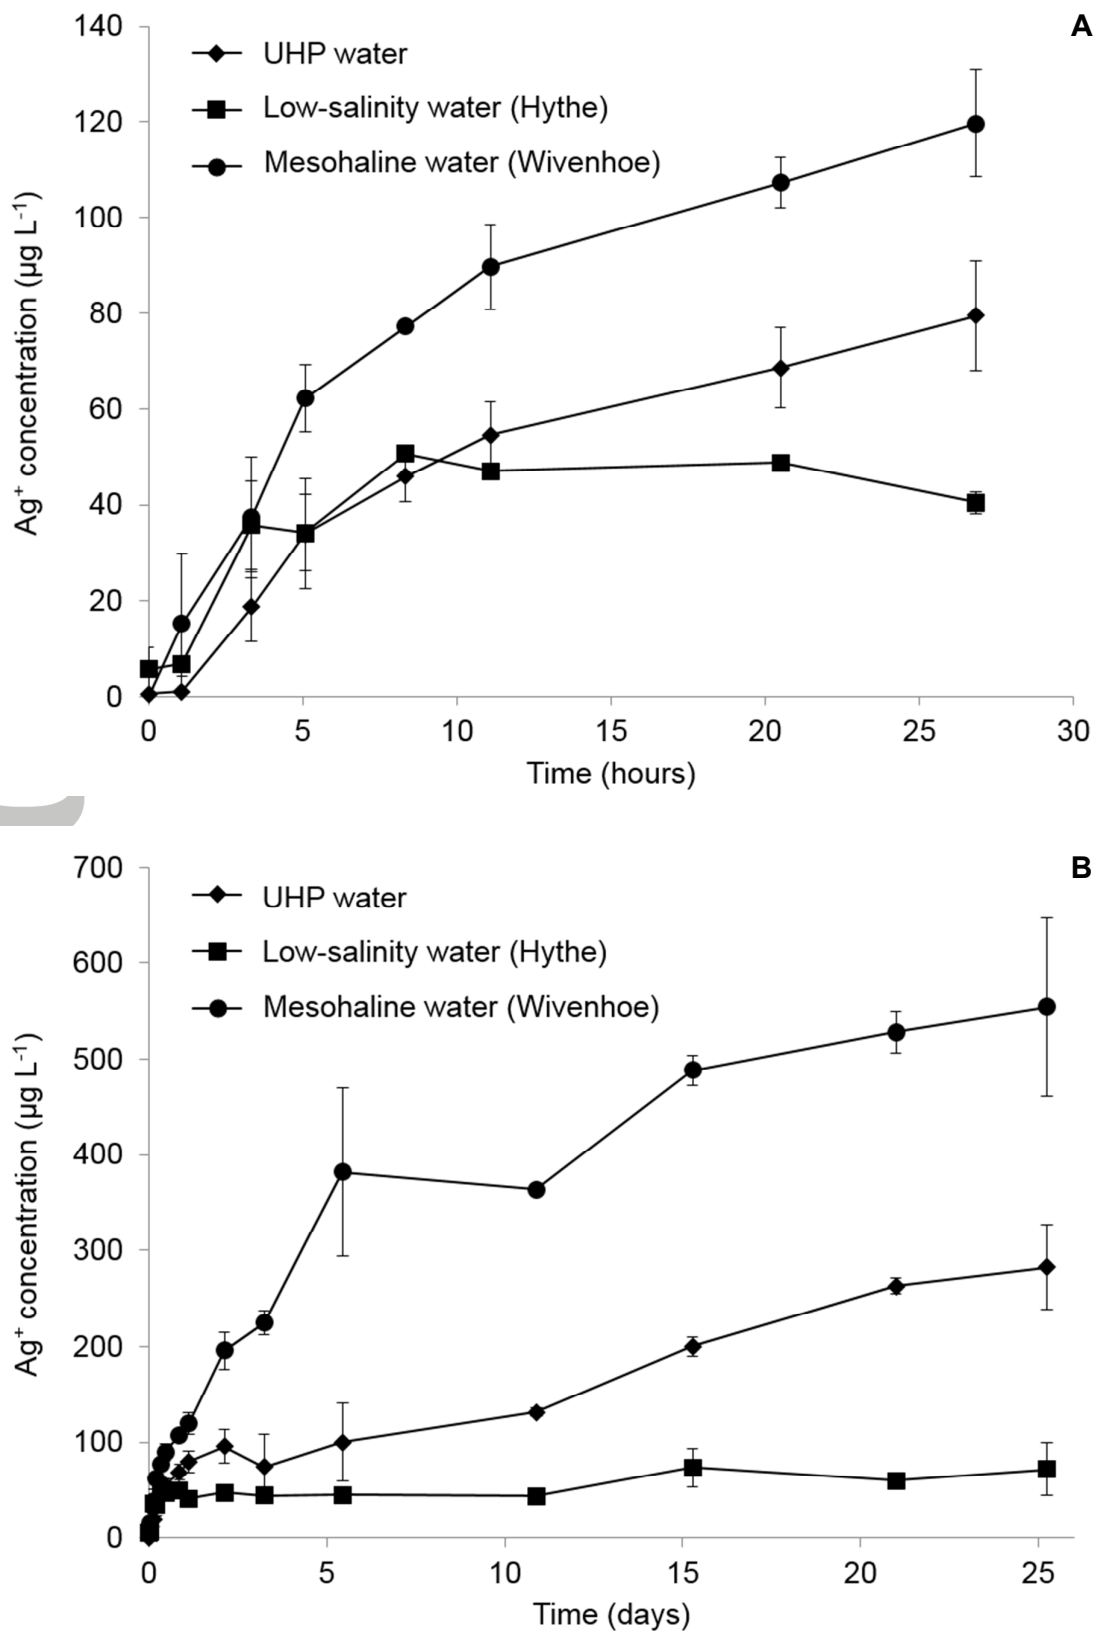 A
140
UHP water
Low-salinity water (Hythe)
120
Mesohaline water (Wivenhoe)
100
80
60
40
20
0
Ag⁺ concentration (µg L⁻¹)
0 5 10 15 20 25 30
Time (hours)
B
700
UHP water
Low-salinity water (Hythe)
600
Mesohaline water (Wivenhoe)
500
400
300
200
100
0
Ag⁺ concentration (µg L⁻¹)
0 5 10 15 20 25
Time (days)